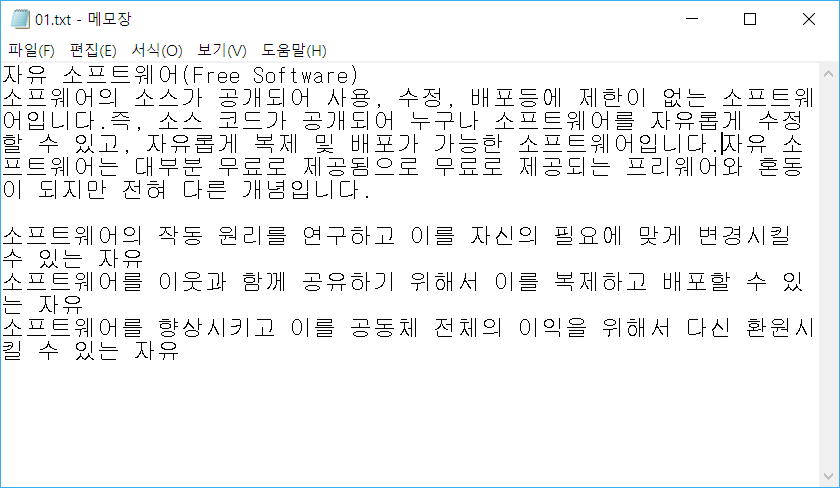 01.txt - 메모장
파일(F) 편집(E) 서식(O) 보기(V) 도움말(H)
자유 소프트웨어(Free Software)
소프웨어의 소스가 공개되어 사용, 수정, 배포등에 제한이 없는 소프트웨
어입니다.즉, 소스 코드가 공개되어 누구나 소프트웨어를 자유롭게 수정
할 수 있고, 자유롭게 복제 및 배포가 가능한 소프트웨어입니다.자유 소
프트웨어는 대부분 무료로 제공됨으로 무료로 제공되는 프리웨어와 혼동
이 되지만 전혀 다른 개념입니다.
소프트웨어의 작동 원리를 연구하고 이를 자신의 필요에 맞게 변경시킬
수 있는 자유
소프트웨어를 이웃과 함께 공유하기 위해서 이를 복제하고 배포할 수 있
는 자유
소프트웨어를 향상시키고 이를 공동체 전체의 이익을 위해서 다신 환원시
킬 수 있는 자유